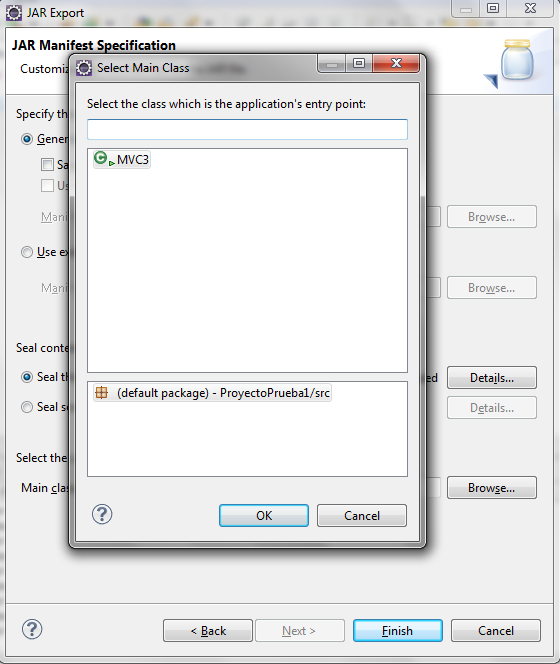 JAR Export
JAR Manifest Specification
Customiz
Select Main Class
Select the class which is the application's entry point:
Specify th
Gener
MVC3
Sa
Us
Mani
Browse...
Use ex
Mani
Browse...
Seal conte
Seal th
ed
Details...
(default package) - ProyectoPrueba1/src
Seal s
Details...
Select the
Main clas
Browse...
OK
Cancel
< Back
Next >
Finish
Cancel